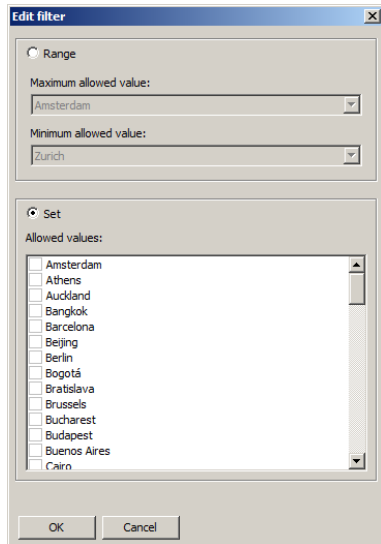 Edit filter
Range
Maximum allowed value:
Amsterdam
Minimum allowed value:
Zurich
Set
Allowed values:
Amsterdam
Athens
Auckland
Bangkok
Barcelona
Beijing
Berlin
Bogotá
Bratislava
Brussels
Bucharest
Budapest
Buenos Aires
Cairo
OK Cancel